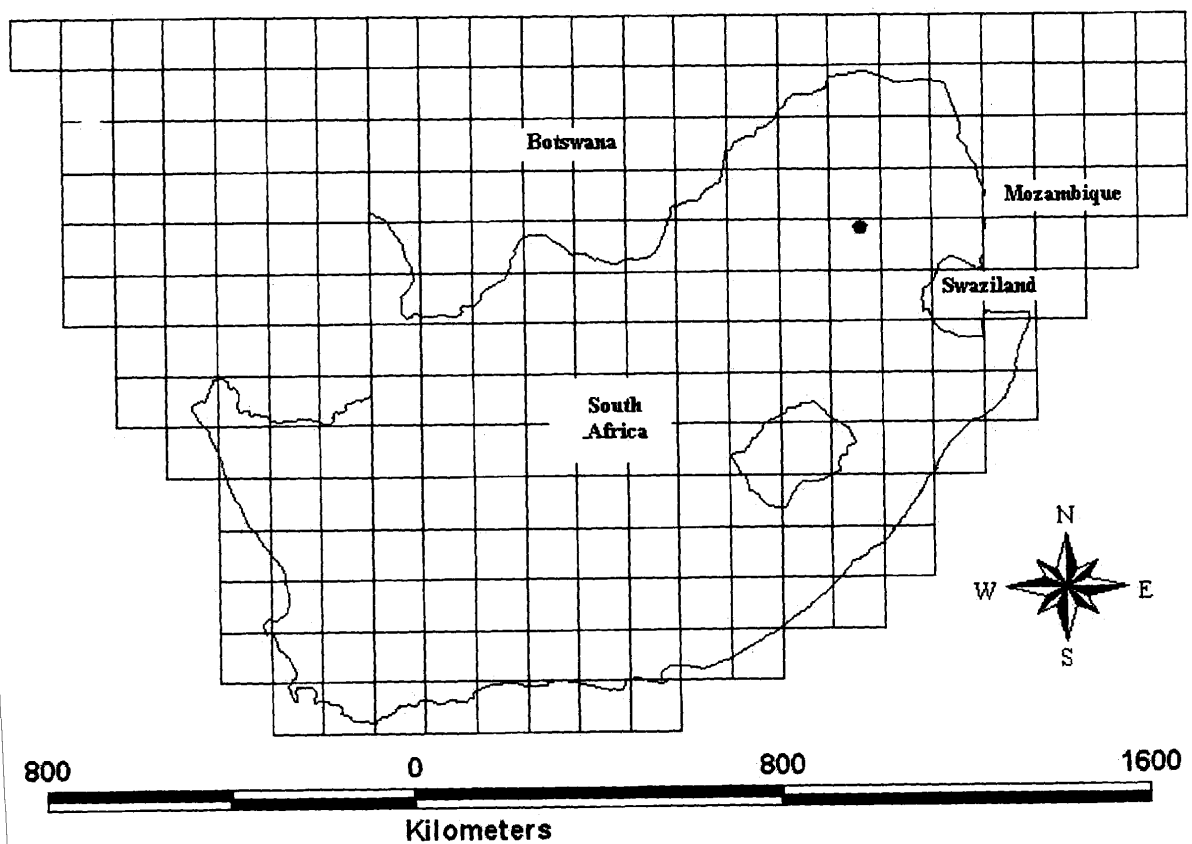 Botswana
Mozambique
Swaziland
South
Africa
N
W
E
S
800
0
800
1600
Kilometers